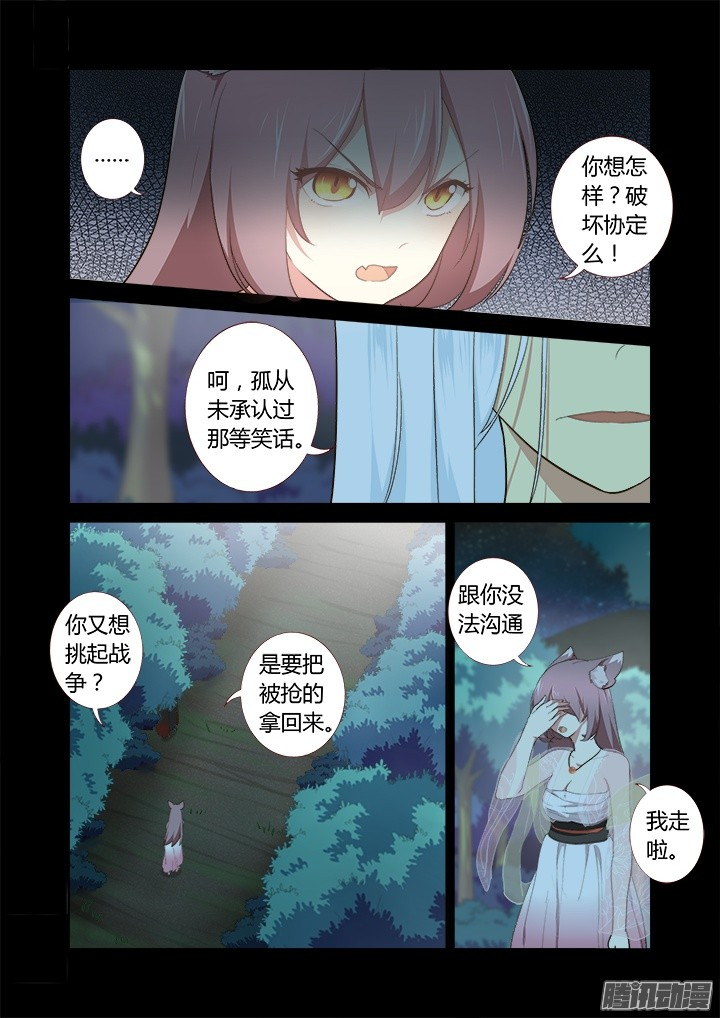 ……
你想怎
样？破
坏协定
么！
呵，孤从
未承认过
那等笑话。
你又想
挑起战
争？
是要把
被抢的
拿回来。
跟你没
法沟通
我走
啦。
腾讯动漫